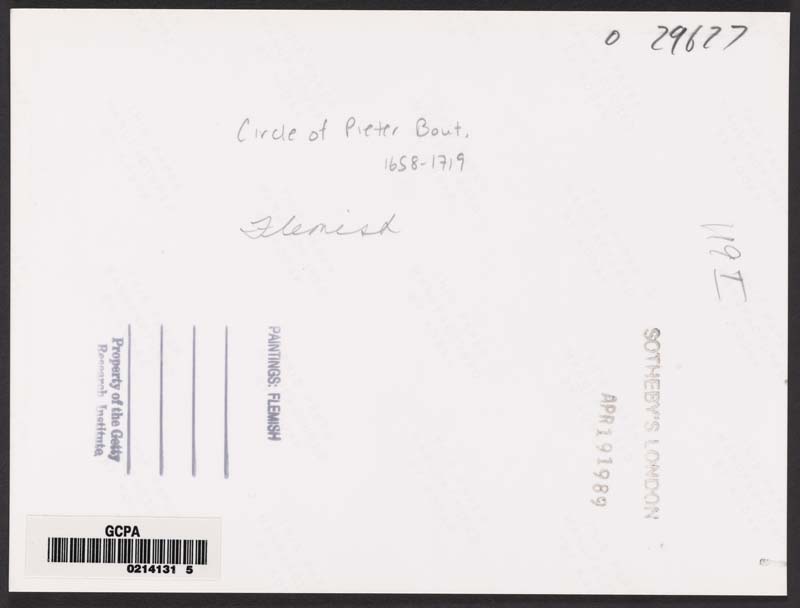 0 29627
Circle of Pieter Bout.
1658-1719
Flemish
119 I
PAINTINGS: FLEMISH
Property of the Getty
Research Institute
SOTHEBY'S LONDON
APR 19 1989
GCPA
0214131 5